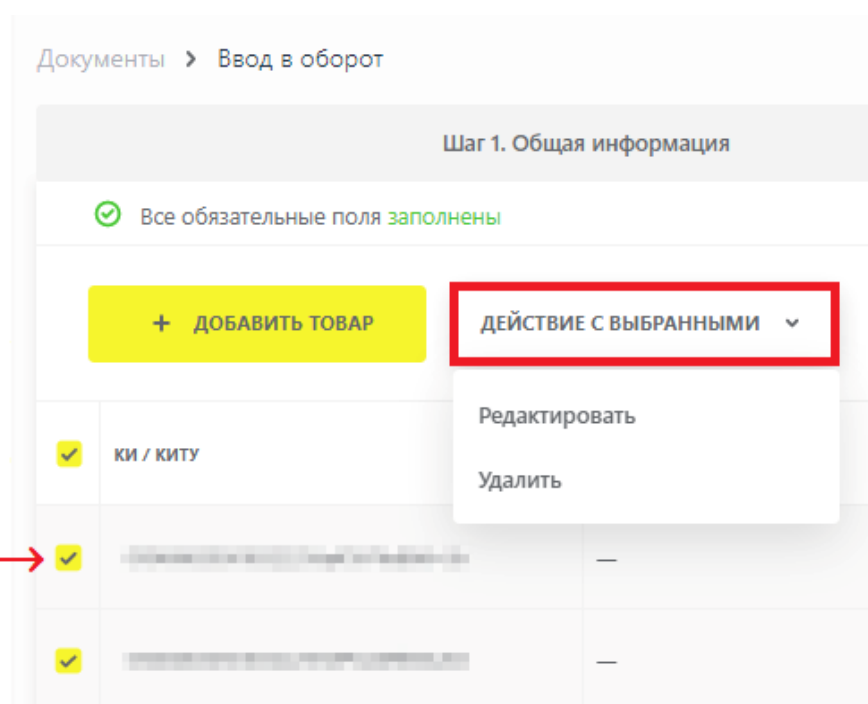 Документы > Ввод в оборот
Шаг 1. Общая информация
Все обязательные поля заполнены
+ ДОБАВИТЬ ТОВАР
ДЕЙСТВИЕ С ВЫБРАННЫМИ
Редактировать
Удалить
КИ / КИТУ
—
—